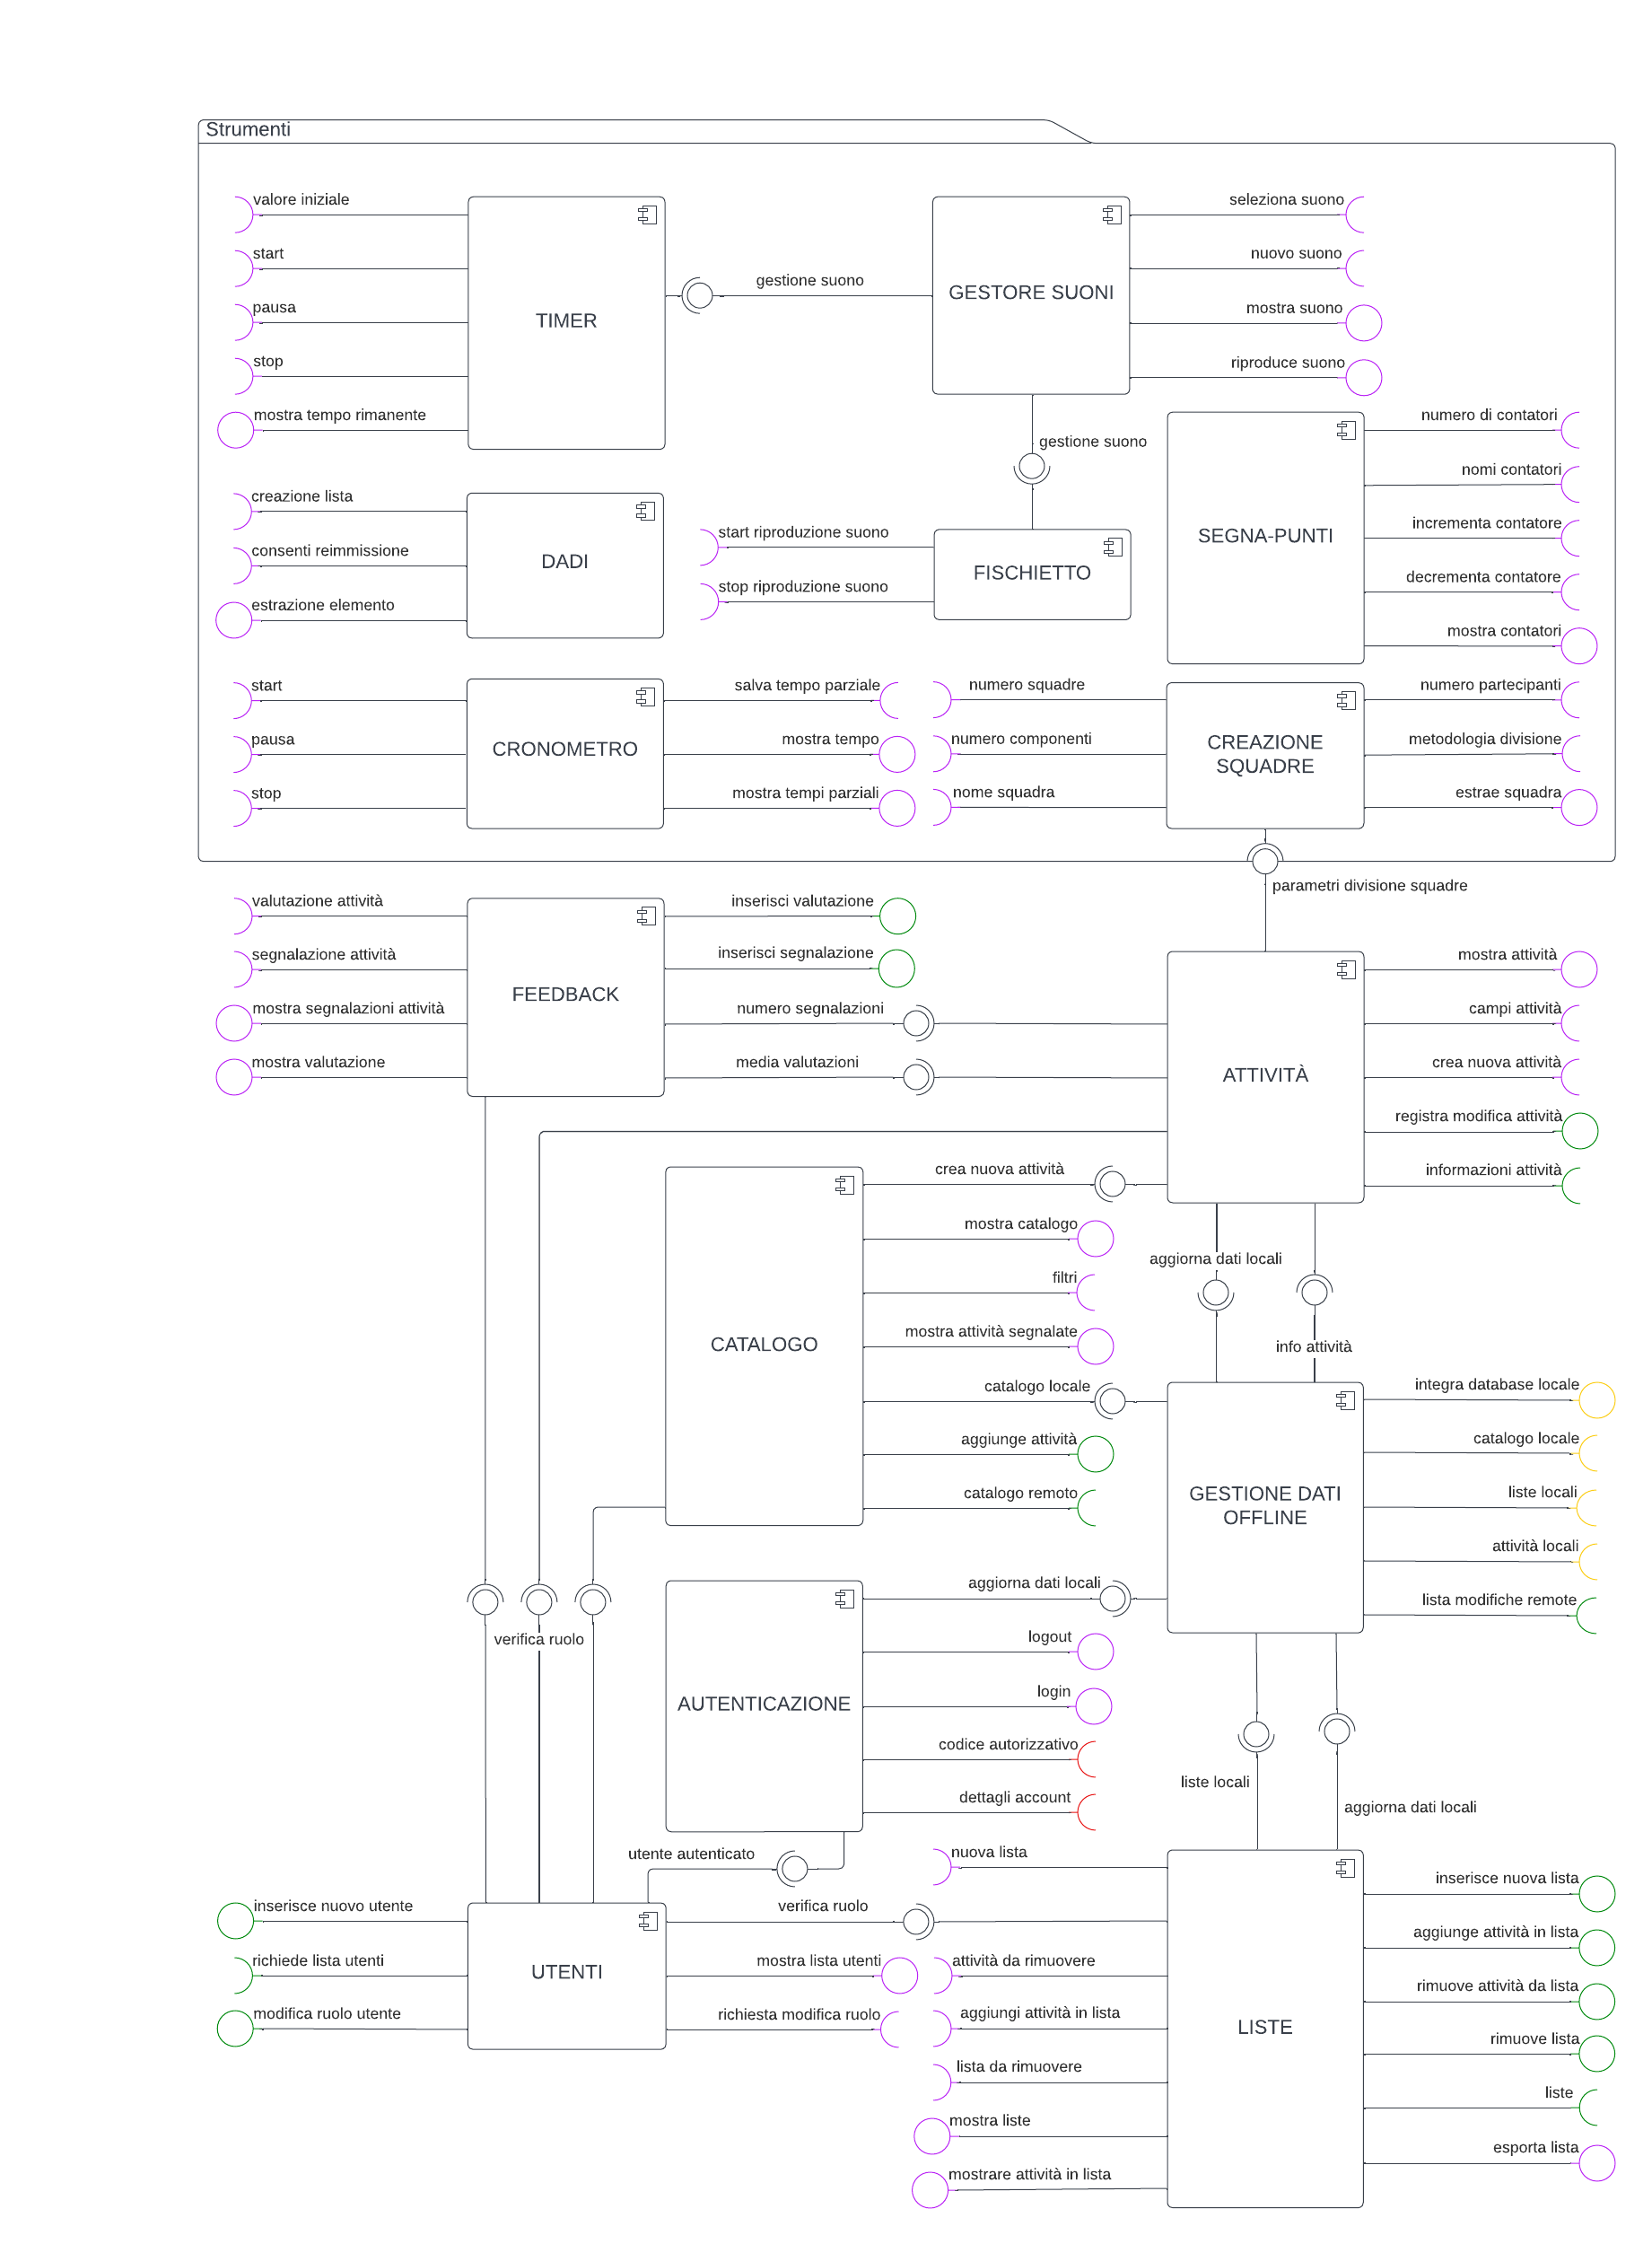 Strumenti
valore iniziale
start
pausa
stop
mostra tempo rimanente
TIMER
gestione suono
GESTORE SUONI
seleziona suono
nuovo suono
mostra suono
riproduce suono
gestione suono
creazione lista
consenti reimmissione
estrazione elemento
DADI
start riproduzione suono
stop riproduzione suono
FISCHIETTO
SEGNA-PUNTI
numero di contatori
nomi contatori
incrementa contatore
decrementa contatore
mostra contatori
start
pausa
stop
CRONOMETRO
salva tempo parziale
mostra tempo
mostra tempi parziali
numero squadre
numero componenti
nome squadra
CREAZIONE
SQUADRE
numero partecipanti
metodologia divisione
estrae squadra
parametri divisione squadre
valutazione attività
segnalazione attività
mostra segnalazioni attività
mostra valutazione
FEEDBACK
inserisci valutazione
inserisci segnalazione
numero segnalazioni
media valutazioni
ATTIVITÀ
mostra attività
campi attività
crea nuova attività
registra modifica attività
informazioni attività
CATALOGO
crea nuova attività
mostra catalogo
filtri
mostra attività segnalate
catalogo locale
aggiunge attività
catalogo remoto
aggiorna dati locali
info attività
GESTIONE DATI
OFFLINE
integra database locale
catalogo locale
liste locali
attività locali
lista modifiche remote
verifica ruolo
AUTENTICAZIONE
aggiorna dati locali
logout
login
codice autorizzativo
dettagli account
liste locali
aggiorna dati locali
utente autenticato
inserisce nuovo utente
richiede lista utenti
modifica ruolo utente
UTENTI
verifica ruolo
mostra lista utenti
richiesta modifica ruolo
nuova lista
attività da rimuovere
aggiungi attività in lista
lista da rimuovere
mostra liste
mostrare attività in lista
LISTE
inserisce nuova lista
aggiunge attività in lista
rimuove attività da lista
rimuove lista
liste
esporta lista